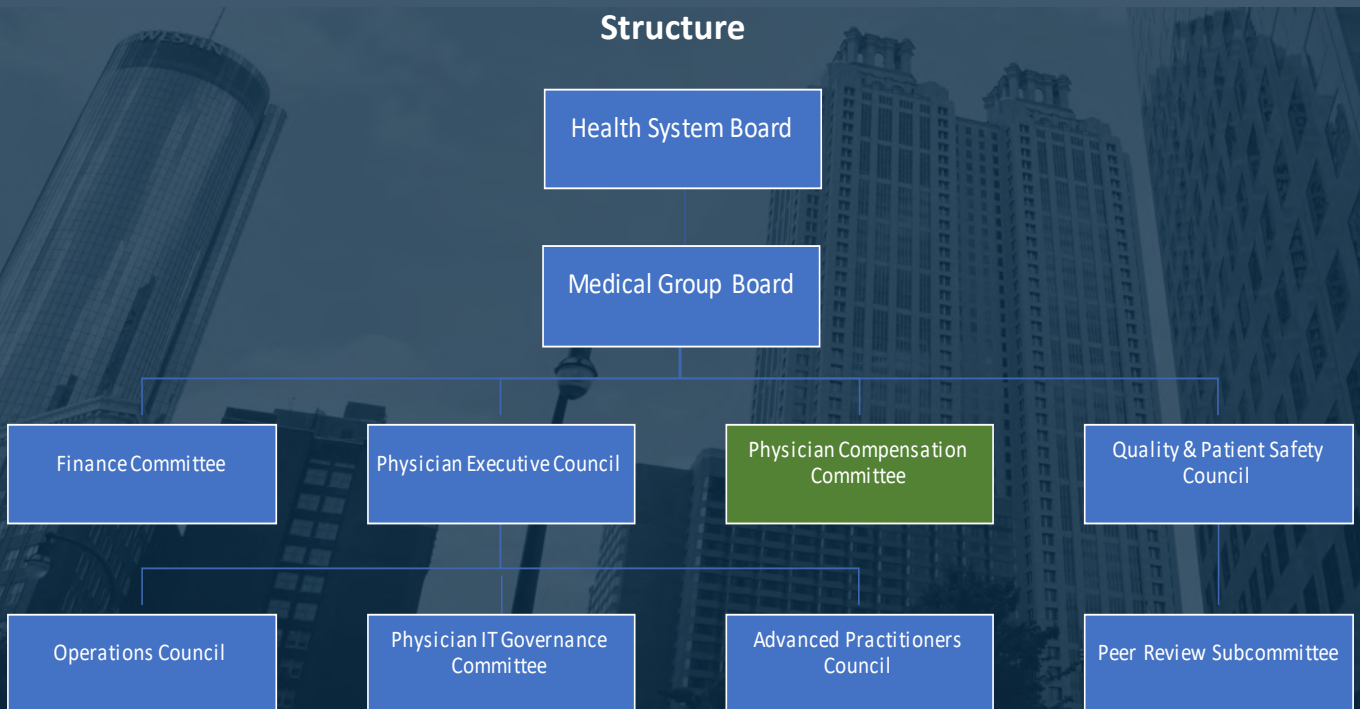 WESTIN
Structure
Health System Board
Medical Group Board
Finance Committee
Physician Executive Council
Physician Compensation
Committee
Quality & Patient Safety
Council
Operations Council
Physician IT Governance
Committee
Advanced Practitioners
Council
Peer Review Subcommittee